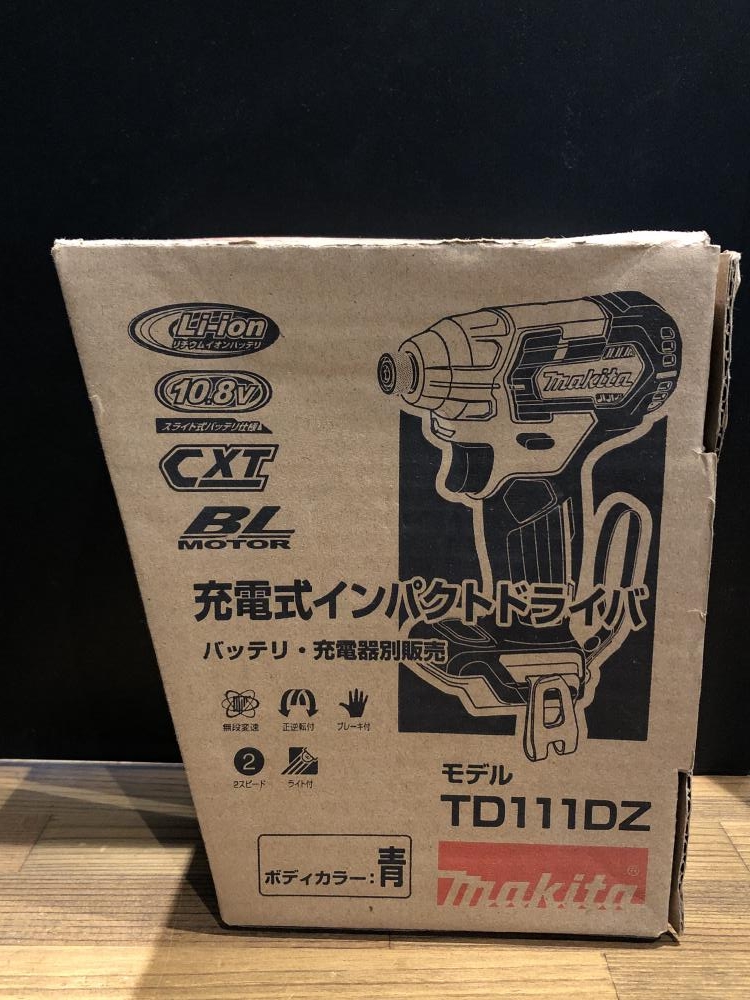 Li-ion
リチウムイオンバッテリ
10.8V
スライド式バッテリ仕様
CXT
BL
MOTOR
makita
充電式インパクトドライバ
バッテリ・充電器別販売
無段変速
正逆転付
ブレーキ付
2
2スピード
ライト付
モデル
TD111DZ
ボディカラー:青
makita®